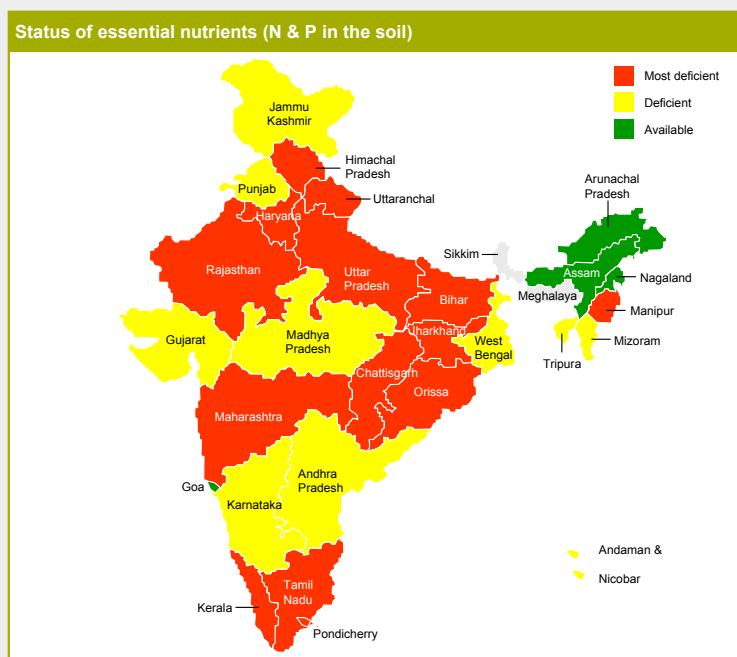 Status of essential nutrients (N & P in the soil)
Most deficient
Deficient
Available
Jammu
Kashmir
Himachal
Pradesh
Punjab
Uttaranchal
Haryana
Arunachal
Pradesh
Sikkim
Rajasthan
Uttar
Pradesh
Assam
Nagaland
Bihar
Meghalaya
Manipur
Gujarat
Madhya
Pradesh
Jharkhand
West
Bengal
Mizoram
Tripura
Chattisgarh
Orissa
Maharashtra
Goa
Karnataka
Andhra
Pradesh
Andaman &
Nicobar
Tamil
Nadu
Kerala
Pondicherry